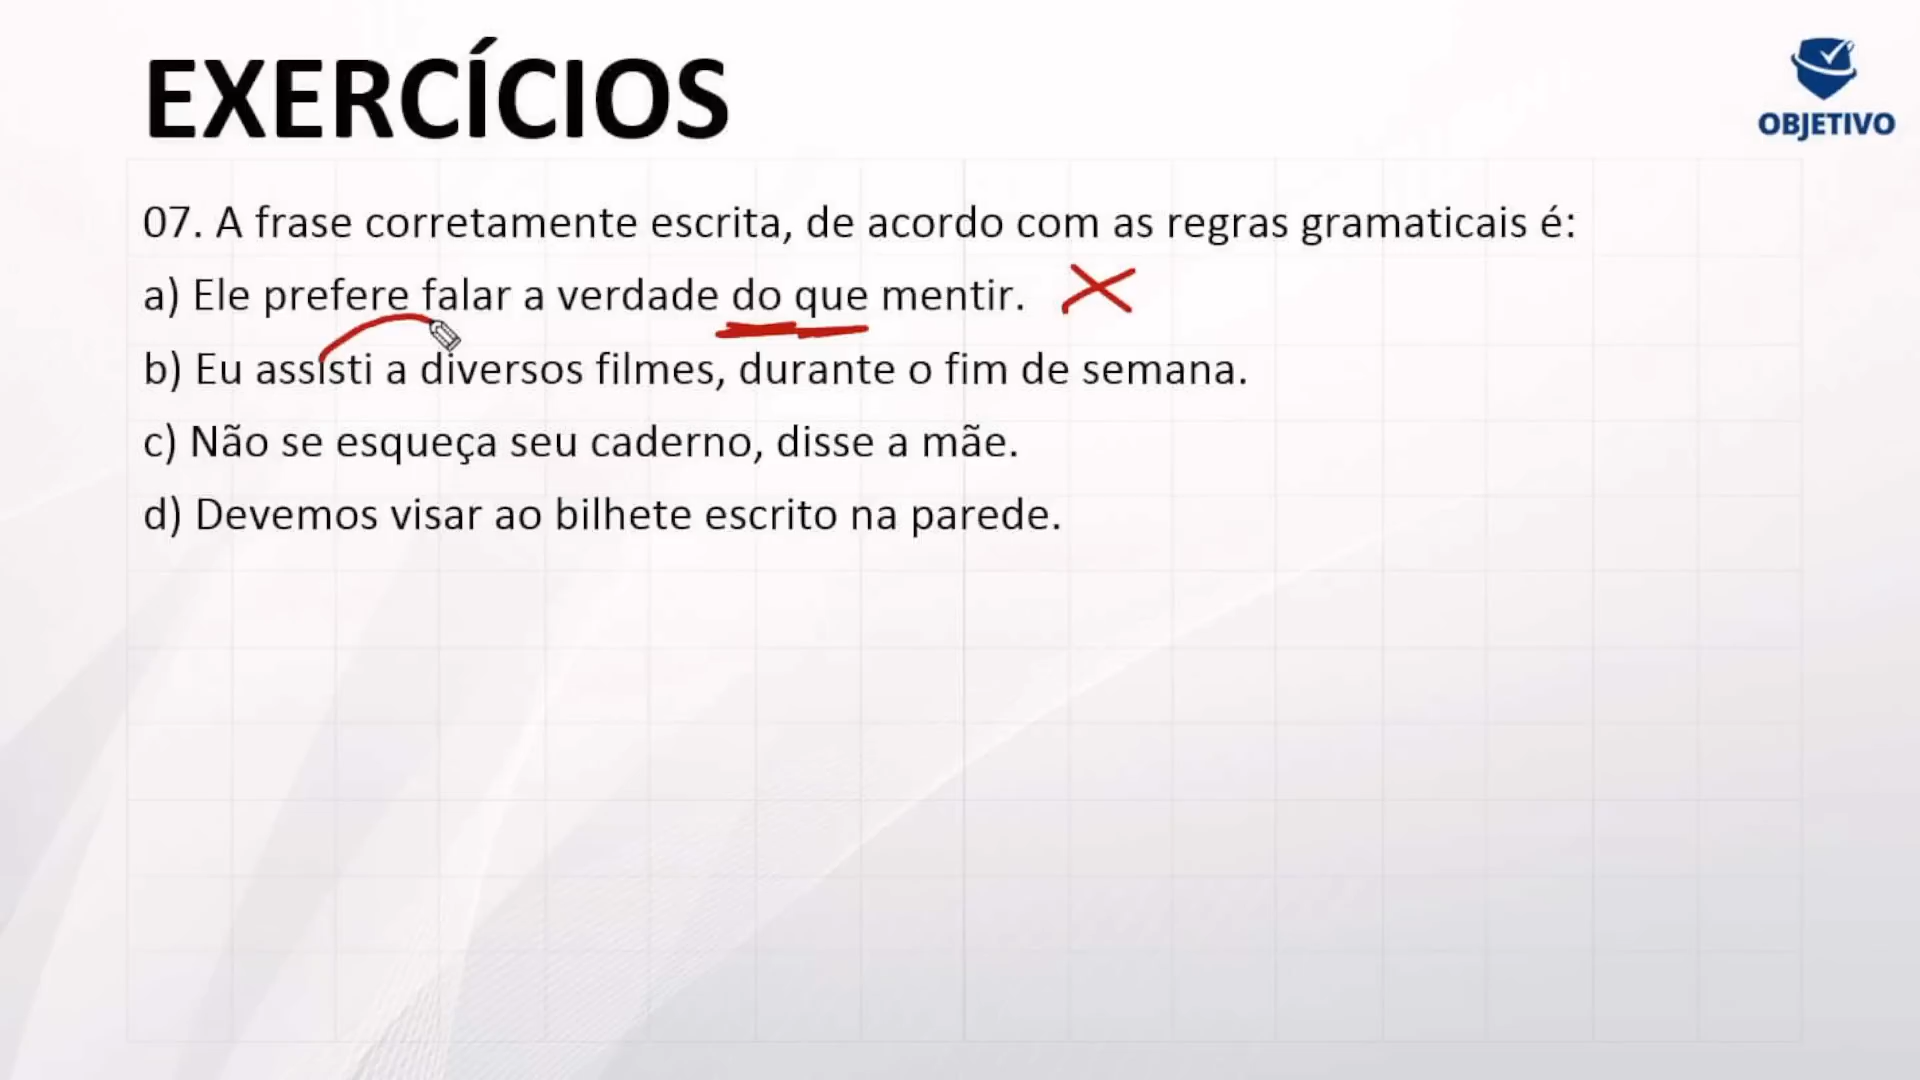 EXERCÍCIOS
OBJETIVO
07. A frase corretamente escrita, de acordo com as regras gramaticais é:
a) Ele prefere falar a verdade do que mentir.
b) Eu assisti a diversos filmes, durante o fim de semana.
c) Não se esqueça seu caderno, disse a mãe.
d) Devemos visar ao bilhete escrito na parede.